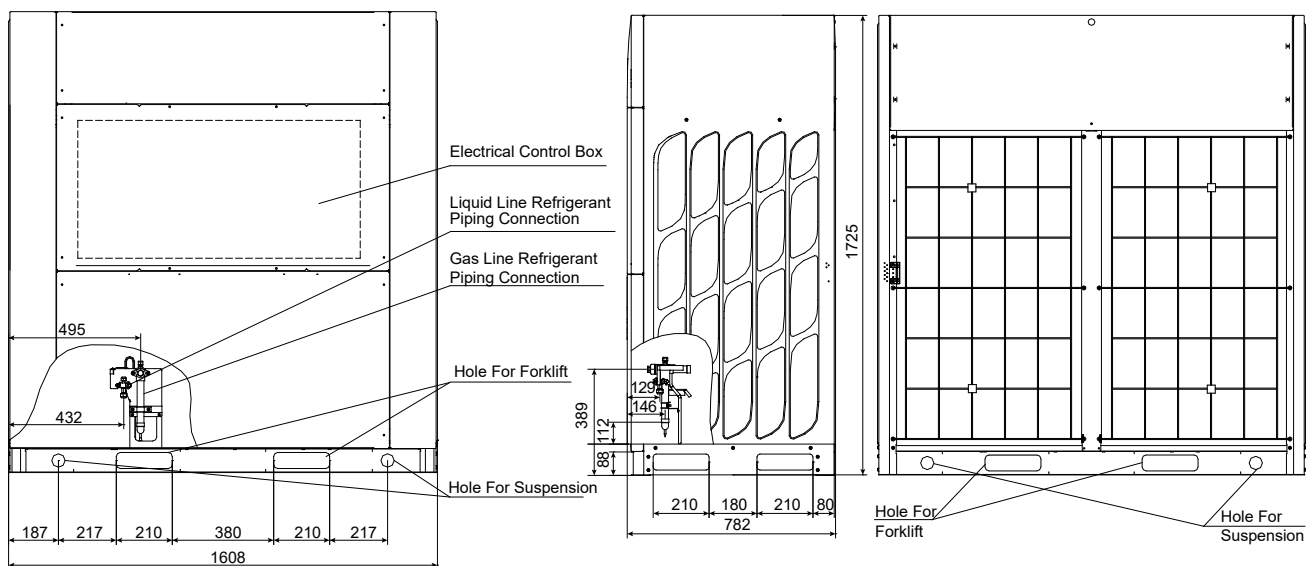 Electrical Control Box
Liquid Line Refrigerant
Piping Connection
Gas Line Refrigerant
Piping Connection
495
Hole For Forklift
432
Hole For Suspension
187
217
210
380
210
217
1608
1725
129
146
389
112
88
210
180
210
80
782
Hole For
Forklift
Hole For
Suspension